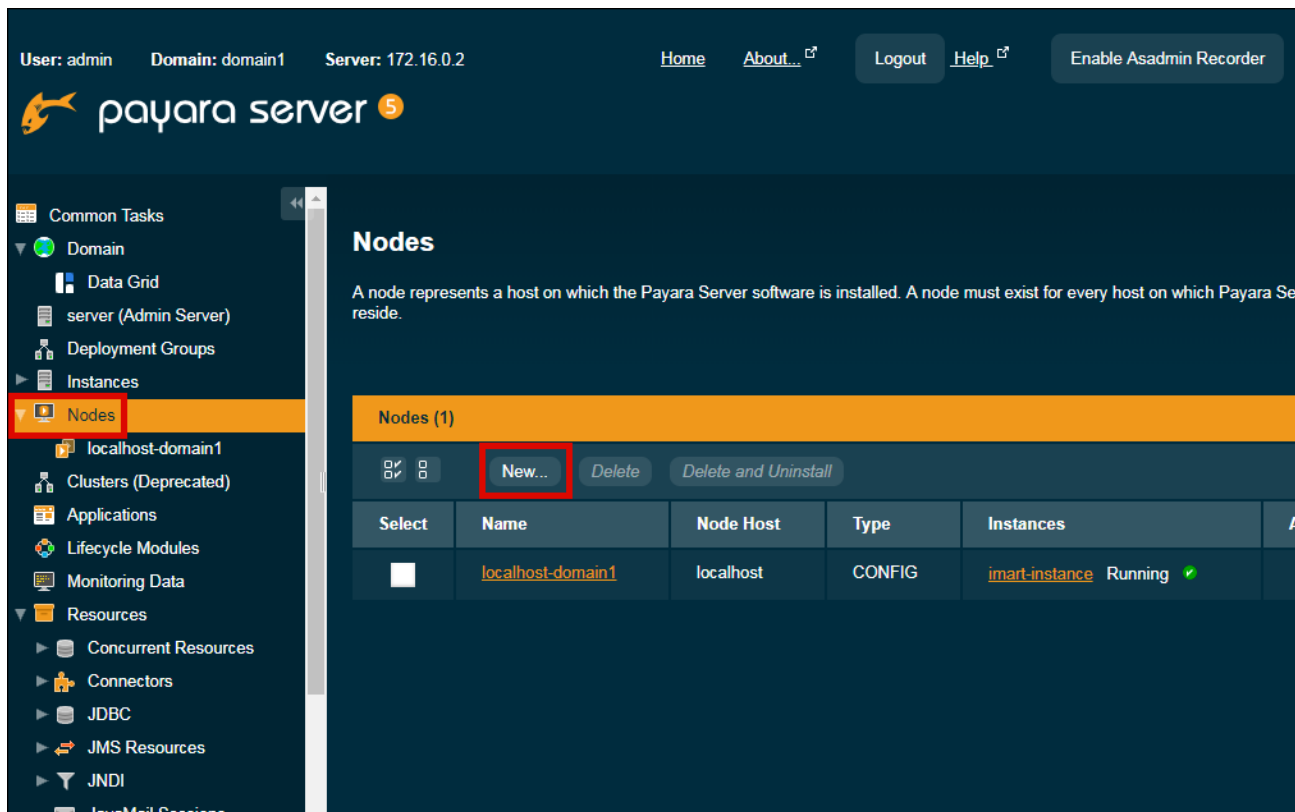 User: admin Domain: domain1 Server: 172.16.0.2 Home About... Logout Help Enable Asadmin Recorder
payara server 5
Common Tasks
Domain
Data Grid
server (Admin Server)
Deployment Groups
Instances
Nodes
localhost-domain1
Clusters (Deprecated)
Applications
Lifecycle Modules
Monitoring Data
Resources
Concurrent Resources
Connectors
JDBC
JMS Resources
JNDI
Nodes
A node represents a host on which the Payara Server software is installed. A node must exist for every host on which Payara Se
reside.
Nodes (1)
New... Delete Delete and Uninstall
Select Name Node Host Type Instances A
localhost-domain1 localhost CONFIG imart-instance Running